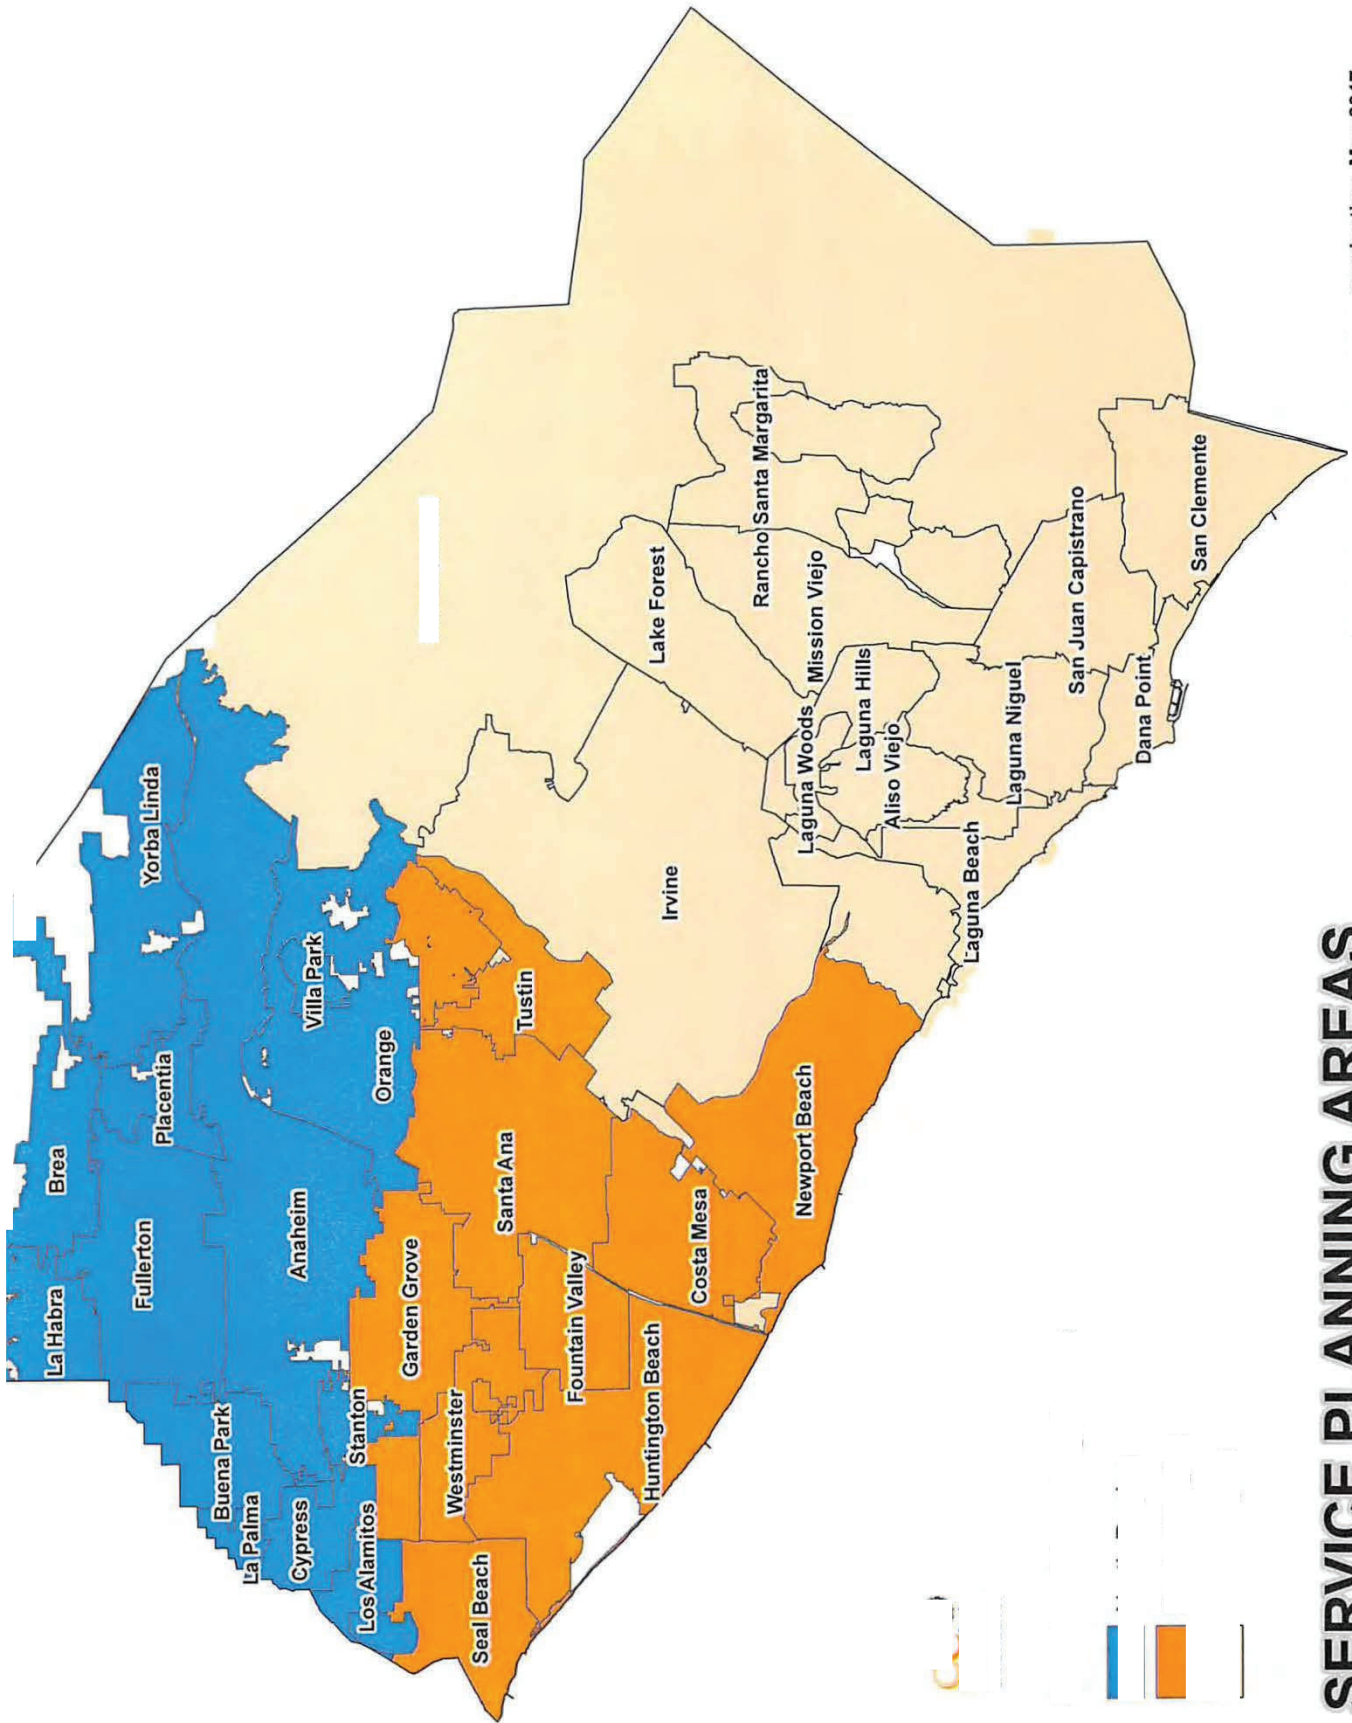 La Habra
Brea
Fullerton
Placentia
Yorba Linda
Buena Park
La Palma
Cypress
Anaheim
Villa Park
Los Alamitos
Stanton
Orange
Garden Grove
Santa Ana
Tustin
Seal Beach
Westminster
Fountain Valley
Huntington Beach
Costa Mesa
Newport Beach
Irvine
Lake Forest
Rancho Santa Margarita
Mission Viejo
Laguna Woods
Laguna Hills
Aliso Viejo
Laguna Beach
Laguna Niguel
San Juan Capistrano
Dana Point
San Clemente
SERVICE PLANNING AREAS